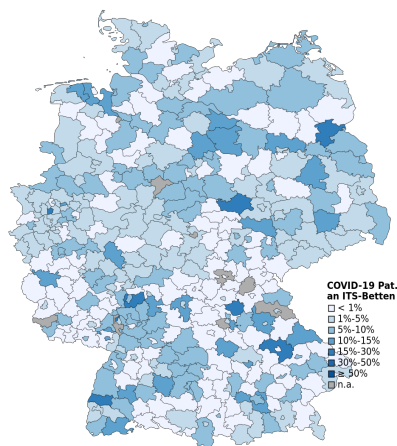 COVID-19 Pat.
an ITS-Betten
< 1%
1%-5%
5%-10%
10%-15%
15%-30%
30%-50%
≥ 50%
n.a.